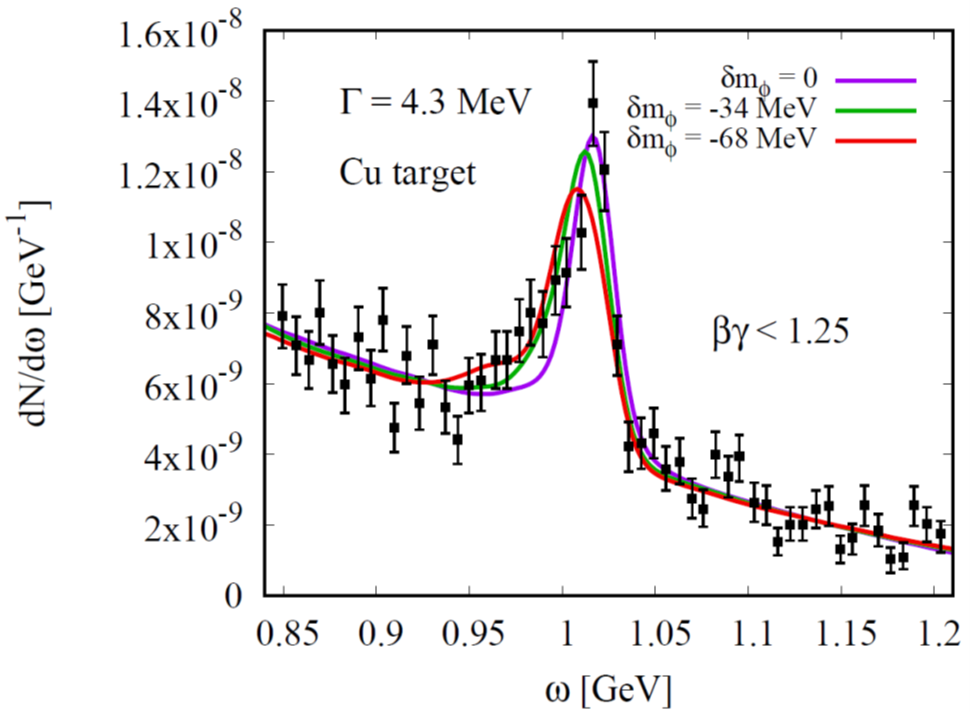 1.6x10⁻⁸
1.4x10⁻⁸
1.2x10⁻⁸
1x10⁻⁸
8x10⁻⁹
6x10⁻⁹
4x10⁻⁹
2x10⁻⁹
0
dN/dω [GeV⁻¹]
Γ = 4.3 MeV
Cu target
δm_ϕ = 0
δm_ϕ = -34 MeV
δm_ϕ = -68 MeV
βγ < 1.25
0.85 0.9 0.95 1 1.05 1.1 1.15 1.2
ω [GeV]